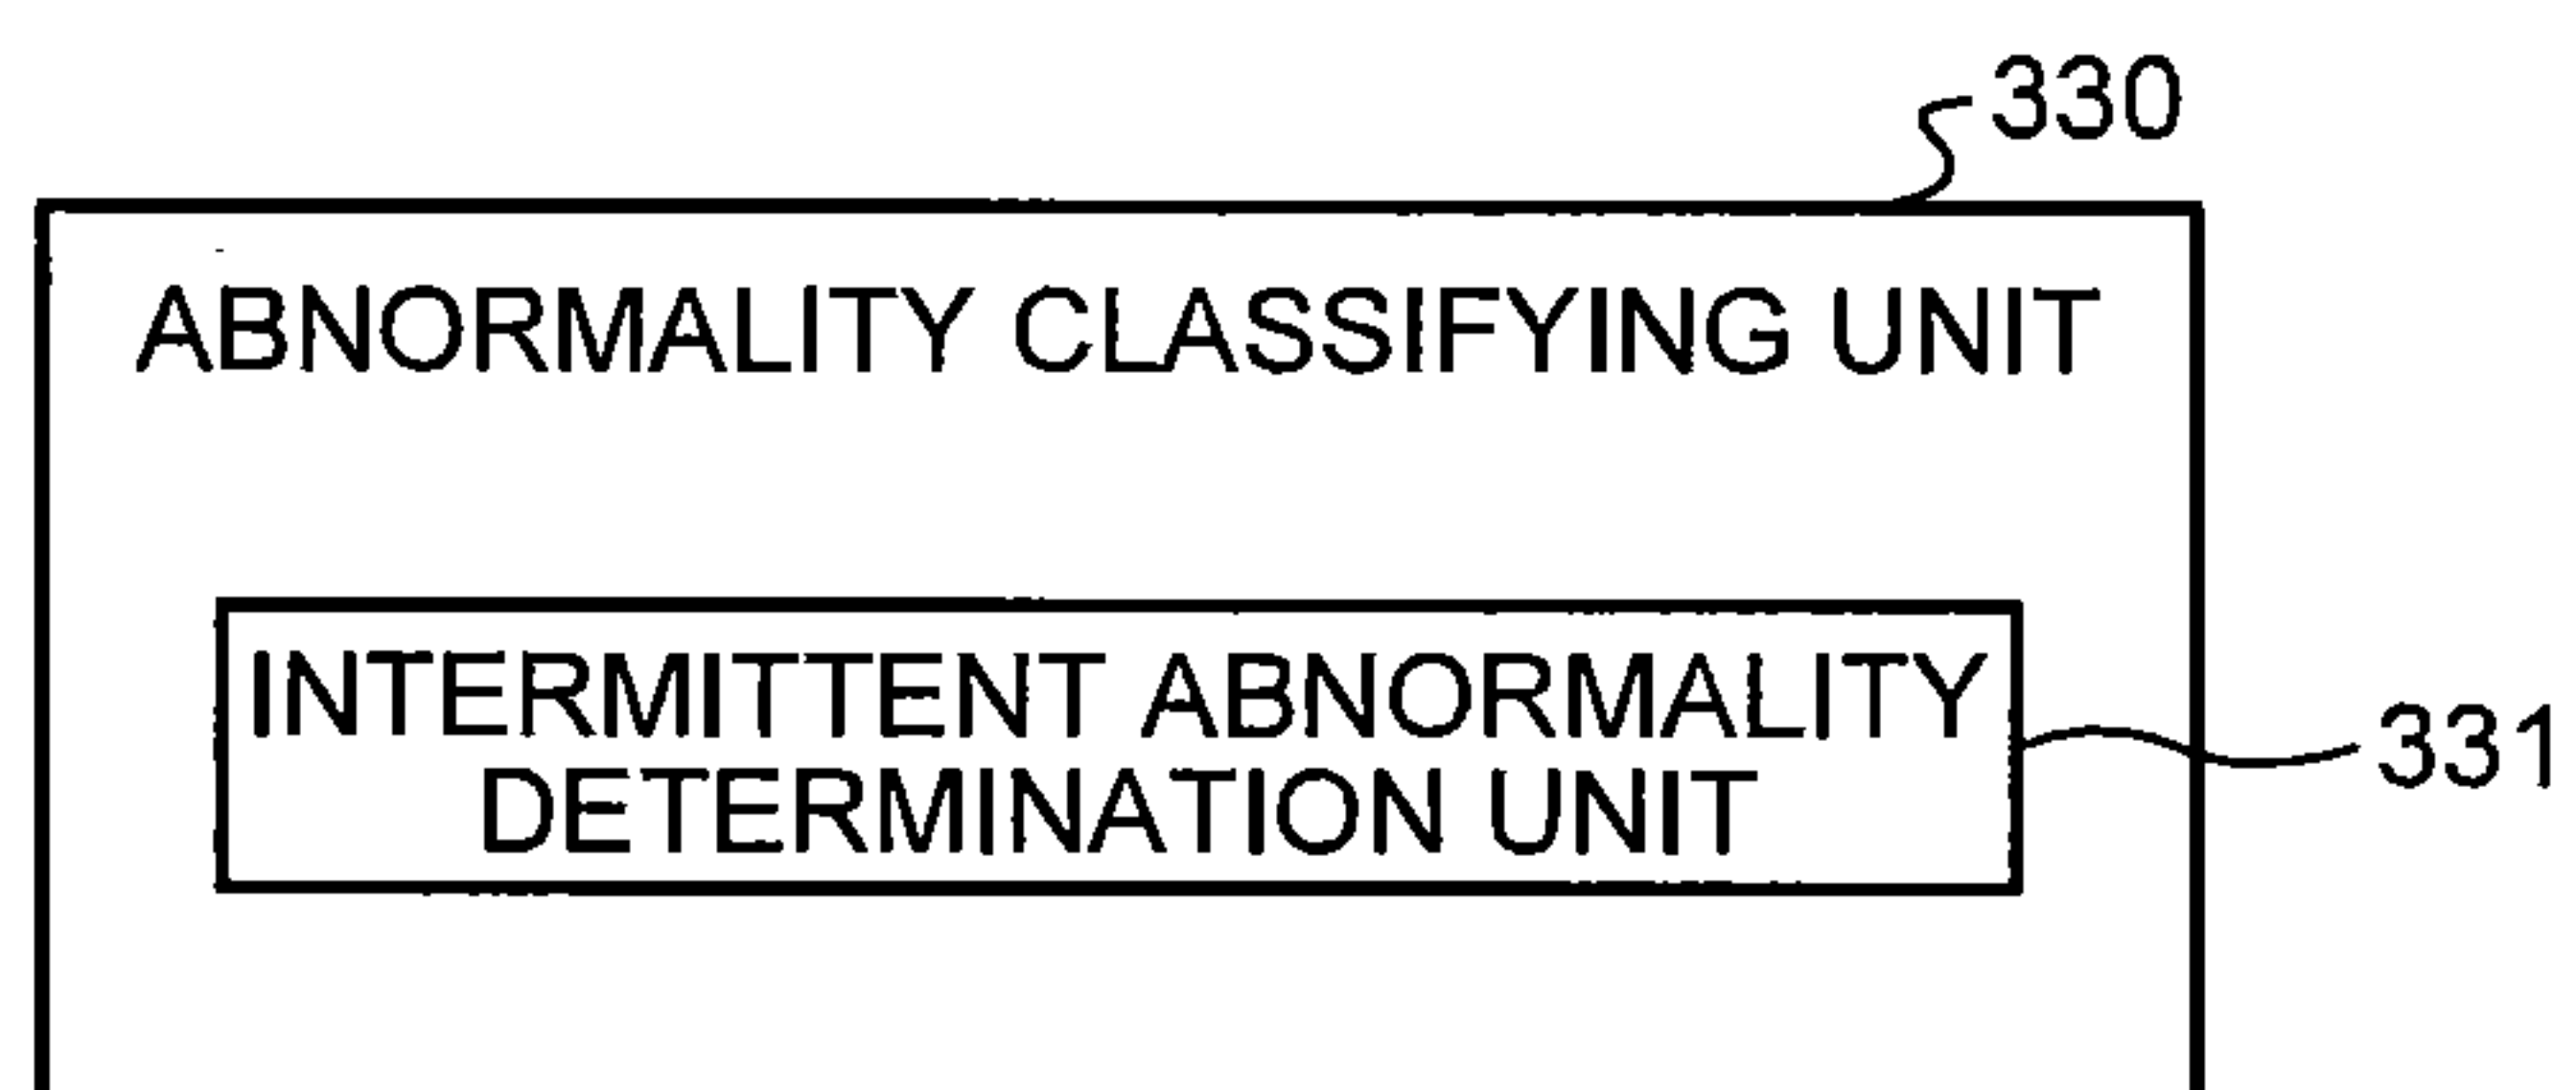 330
ABNORMALITY CLASSIFYING UNIT
INTERMITTENT ABNORMALITY
DETERMINATION UNIT
331